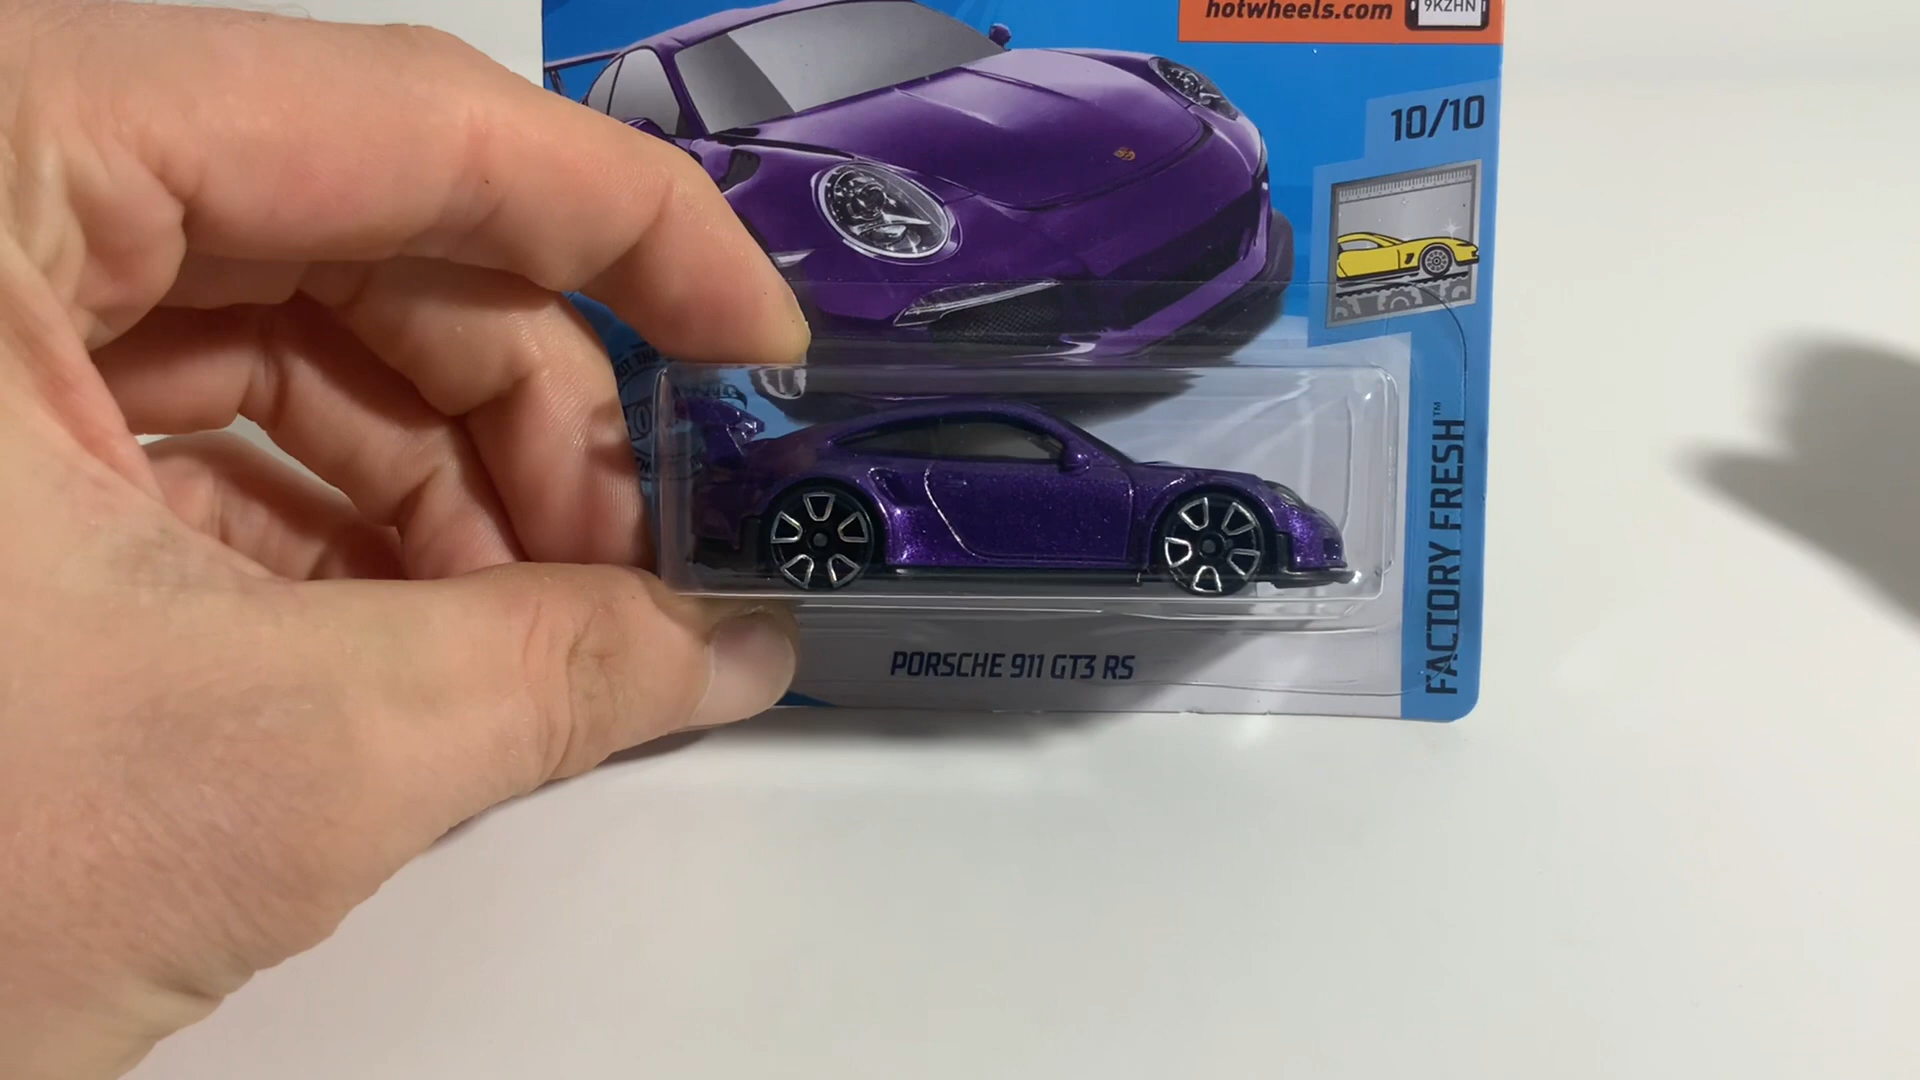 hotwheels.com
9KZHN
10/10
FACTORY FRESH™
PORSCHE 911 GT3 RS